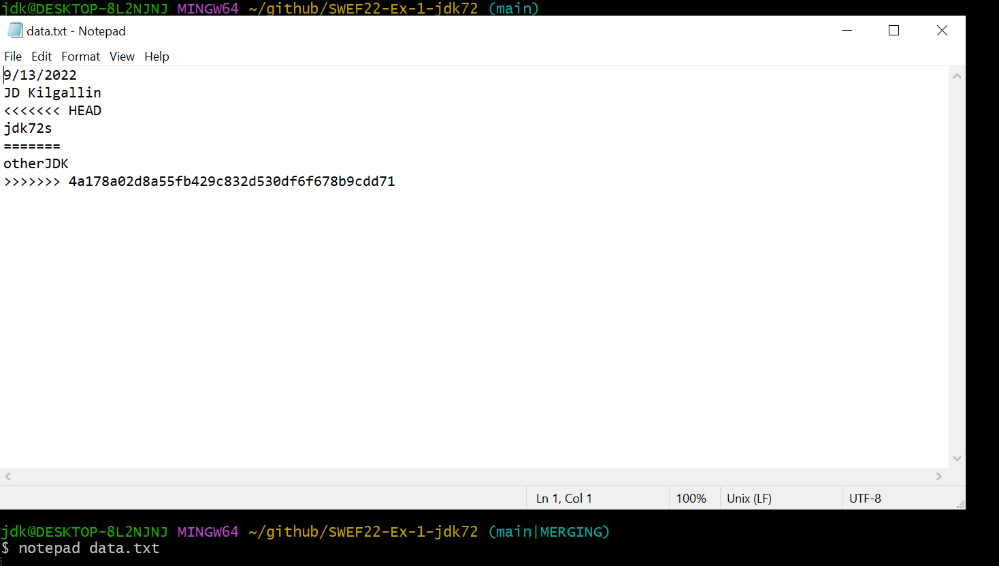 jdk@DESKTOP-8L2NJNJ MINGW64 ~/github/SWEF22-Ex-1-jdk72 (main)
data.txt - Notepad
File Edit Format View Help
9/13/2022
JD Kilgallin
<<<<<<< HEAD
jdk72s
=======
otherJDK
>>>>>>> 4a178a02d8a55fb429c832d530df6f678b9cdd71
Ln 1, Col 1 100% Unix (LF) UTF-8
jdk@DESKTOP-8L2NJNJ MINGW64 ~/github/SWEF22-Ex-1-jdk72 (main|MERGING)
$ notepad data.txt